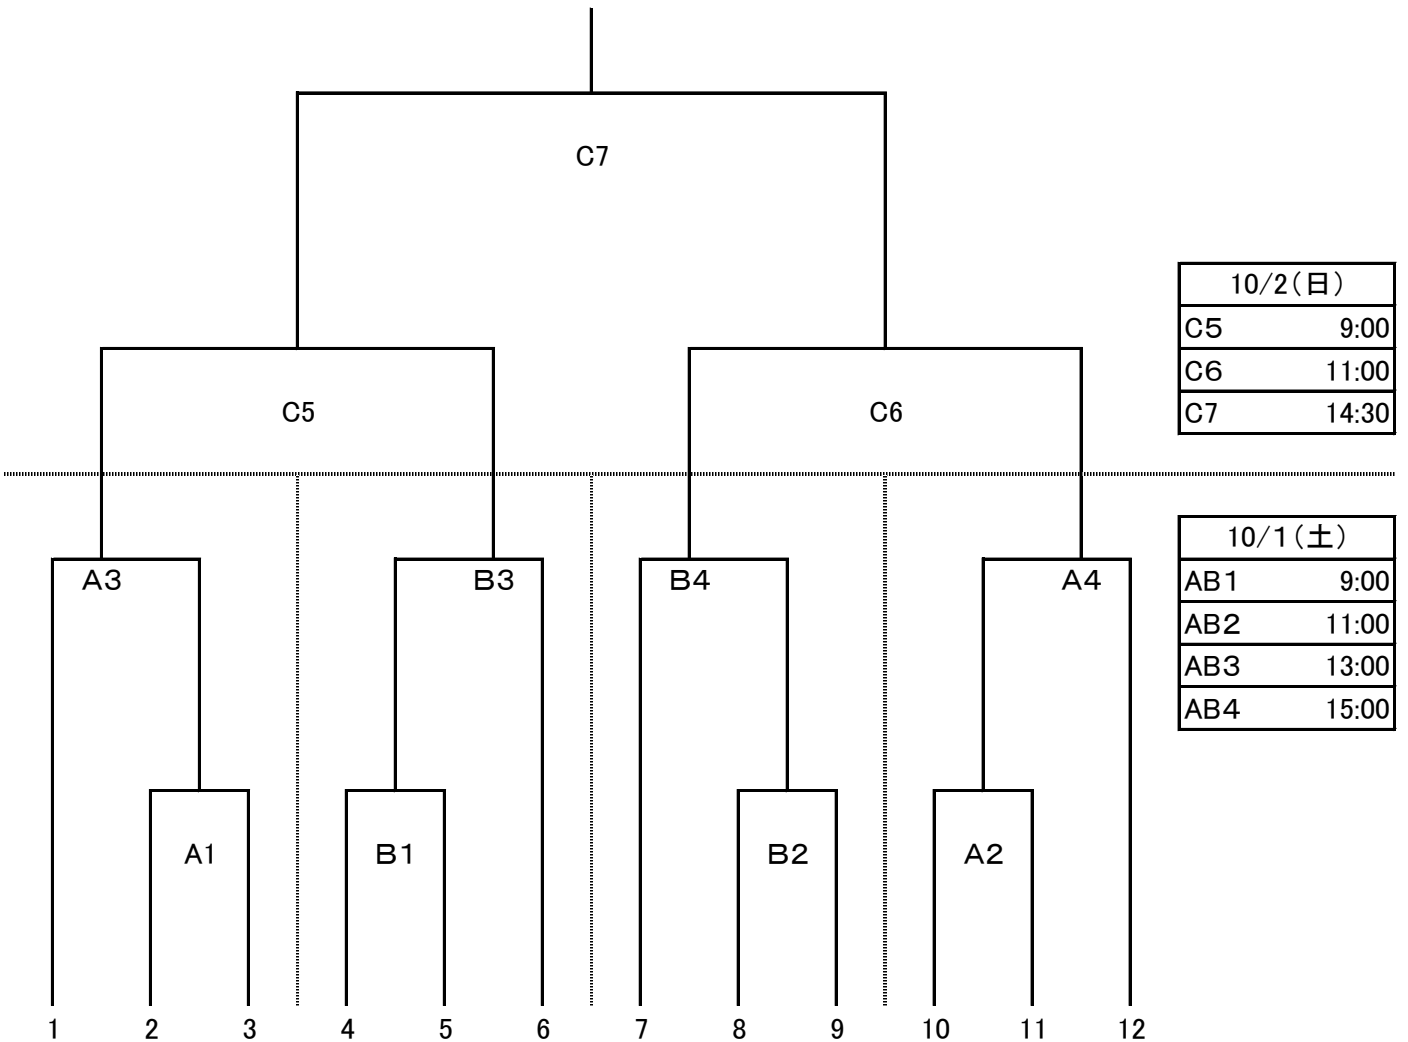 C7
10/2(日)
C5 9:00
C6 11:00
C7 14:30
C5 C6
10/1(土)
AB1 9:00
AB2 11:00
AB3 13:00
AB4 15:00
A3 B3 B4 A4
A1 B1 B2 A2
1 2 3 4 5 6 7 8 9 10 11 12